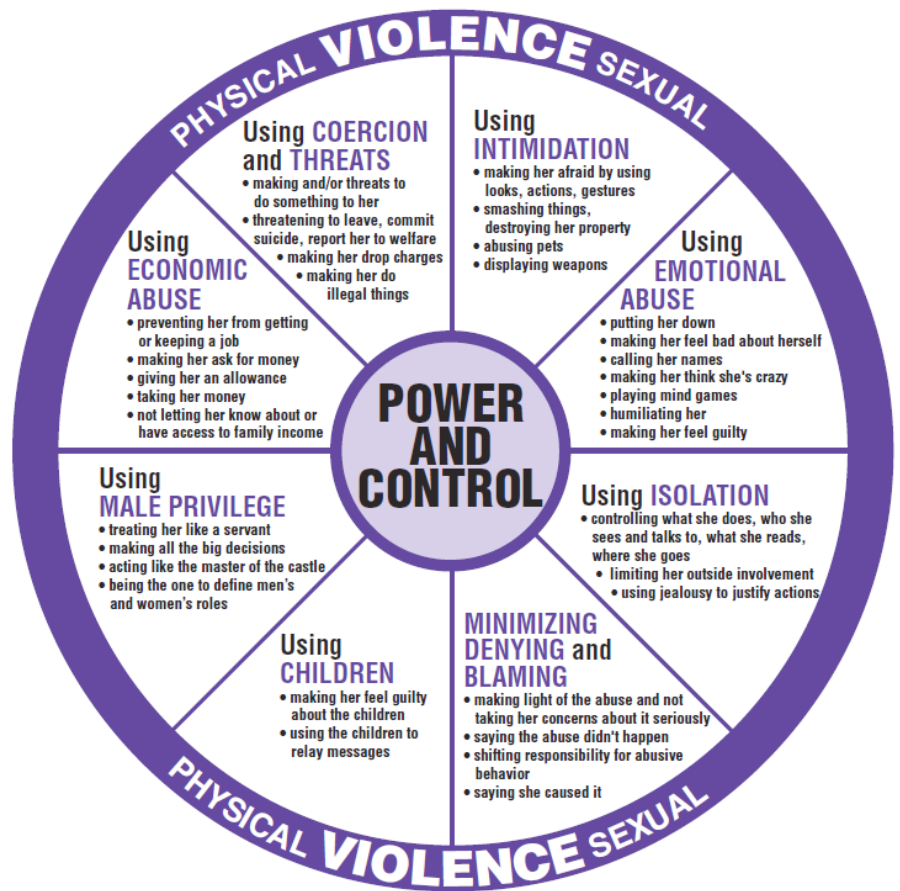 PHYSICAL VIOLENCE SEXUAL
Using COERCION
and THREATS
• making and/or threats to
do something to her
• threatening to leave, commit
suicide, report her to welfare
• making her drop charges
• making her do
illegal things
Using
INTIMIDATION
• making her afraid by using
looks, actions, gestures
• smashing things,
destroying her property
• abusing pets
• displaying weapons
Using
EMOTIONAL
ABUSE
• putting her down
• making her feel bad about herself
• calling her names
• making her think she's crazy
• playing mind games
• humiliating her
• making her feel guilty
Using ISOLATION
• controlling what she does, who she
sees and talks to, what she reads,
where she goes
• limiting her outside involvement
• using jealousy to justify actions
MINIMIZING
DENYING and
BLAMING
• making light of the abuse and not
taking her concerns about it seriously
• saying the abuse didn't happen
• shifting responsibility for abusive
behavior
• saying she caused it
Using
CHILDREN
• making her feel guilty
about the children
• using the children to
relay messages
Using
MALE PRIVILEGE
• treating her like a servant
• making all the big decisions
• acting like the master of the castle
• being the one to define men's
and women's roles
Using
ECONOMIC
ABUSE
• preventing her from getting
or keeping a job
• making her ask for money
• giving her an allowance
• taking her money
• not letting her know about or
have access to family income
POWER
AND
CONTROL
PHYSICAL VIOLENCE SEXUAL